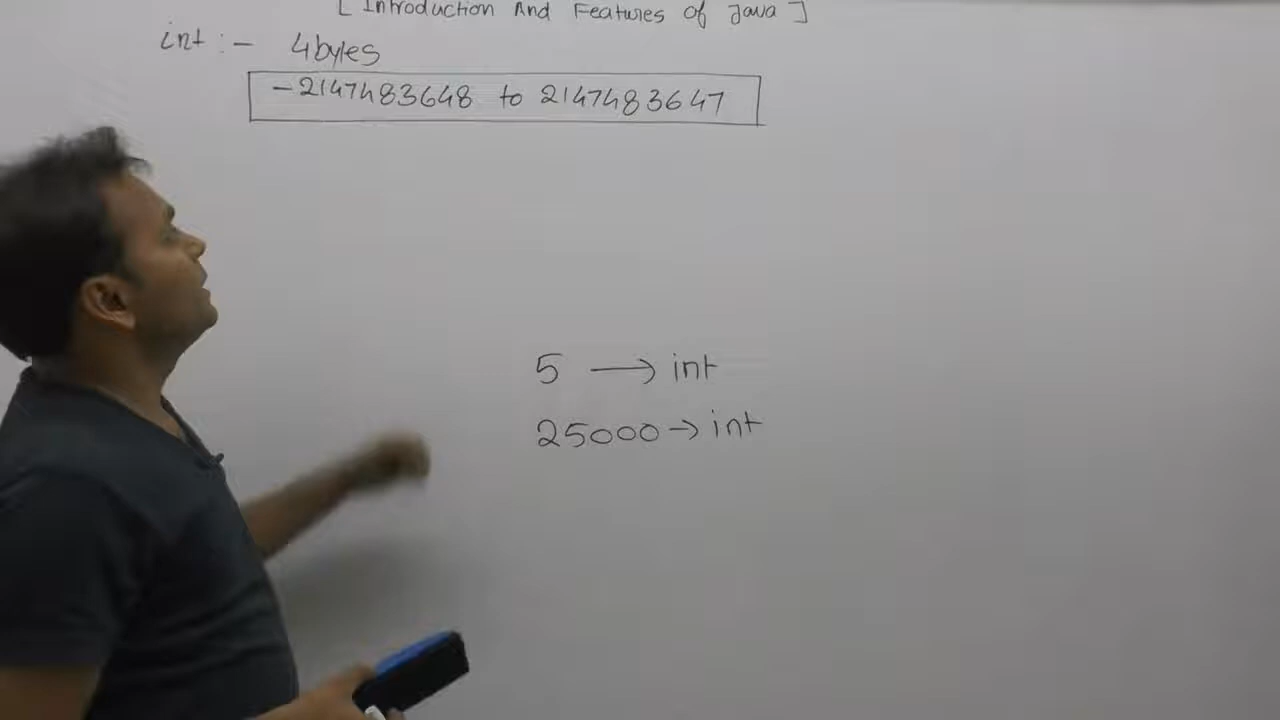 [ Introduction And Features of Java ]
int :- 4bytes
-2147483648 to 2147483647
5 → int
25000 → int